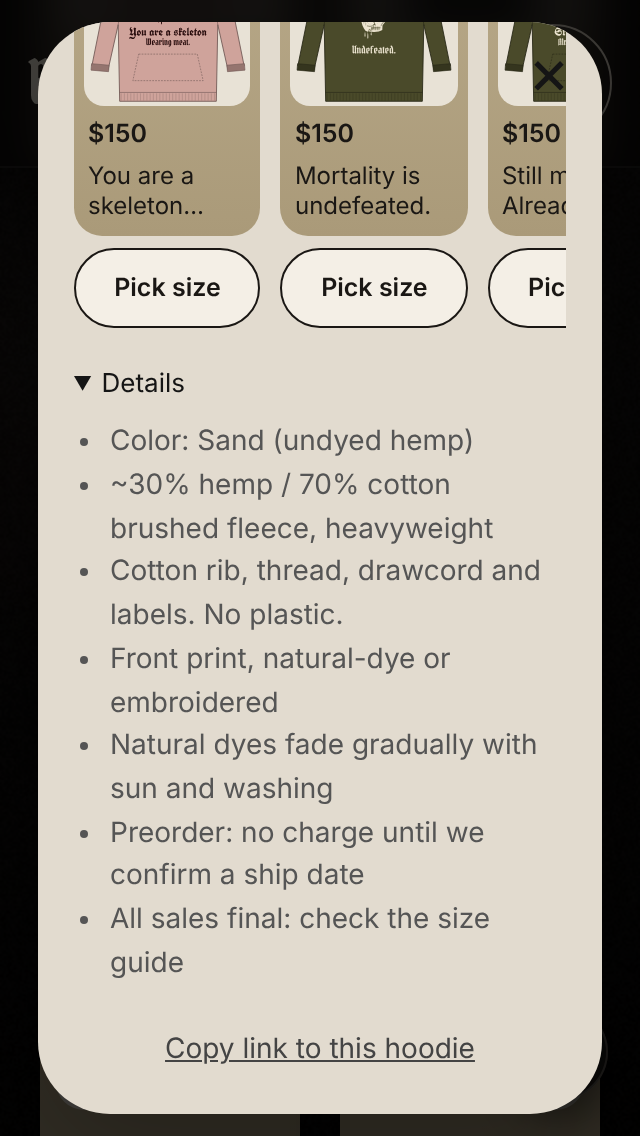 You are a skeleton
Wearing meat.
Undefeated.
$150
$150
$150
You are a
skeleton...
Mortality is
undefeated.
Still m
Alread
Pick size
Pick size
Pic
▼ Details
• Color: Sand (undyed hemp)
• ~30% hemp / 70% cotton
brushed fleece, heavyweight
• Cotton rib, thread, drawcord and
labels. No plastic.
• Front print, natural-dye or
embroidered
• Natural dyes fade gradually with
sun and washing
• Preorder: no charge until we
confirm a ship date
• All sales final: check the size
guide
Copy link to this hoodie